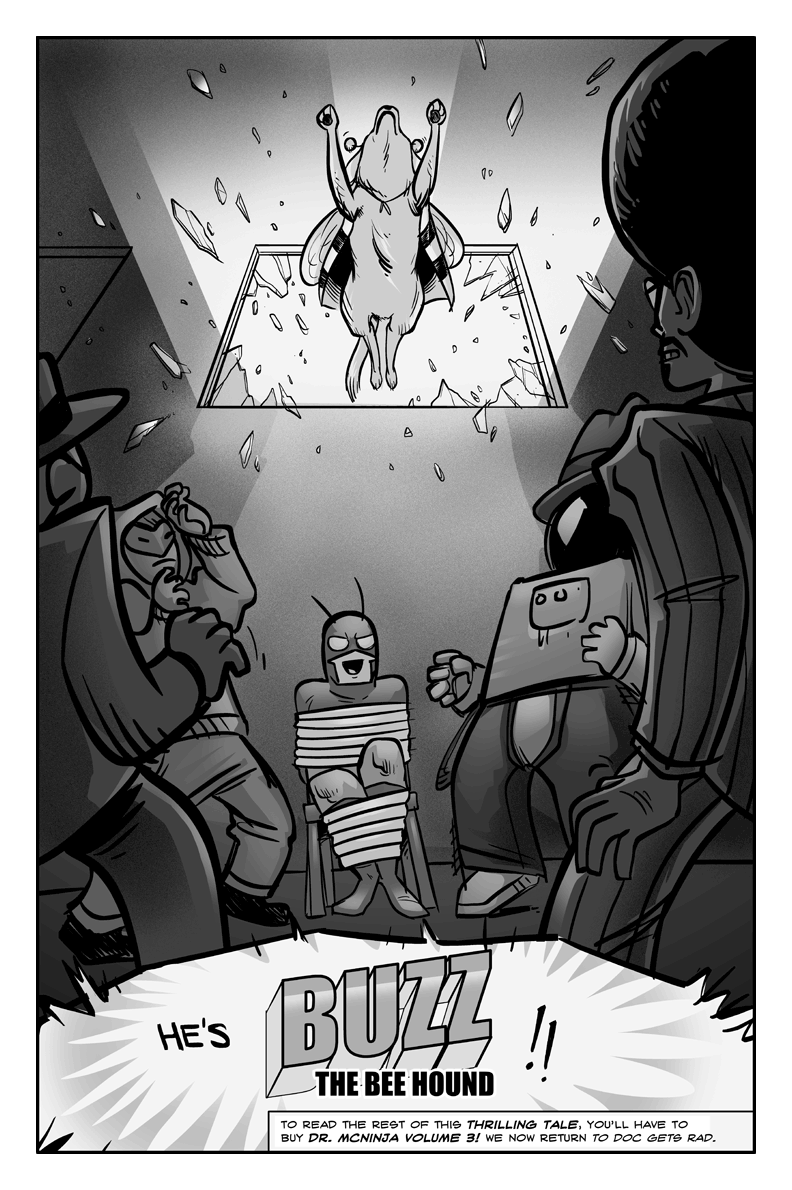 HE'S
BUZZ
!!
THE BEE HOUND
TO READ THE REST OF THIS THRILLING TALE, YOU'LL HAVE TO
BUY DR. MCNINJA VOLUME 3! WE NOW RETURN TO DOC GETS RAD.